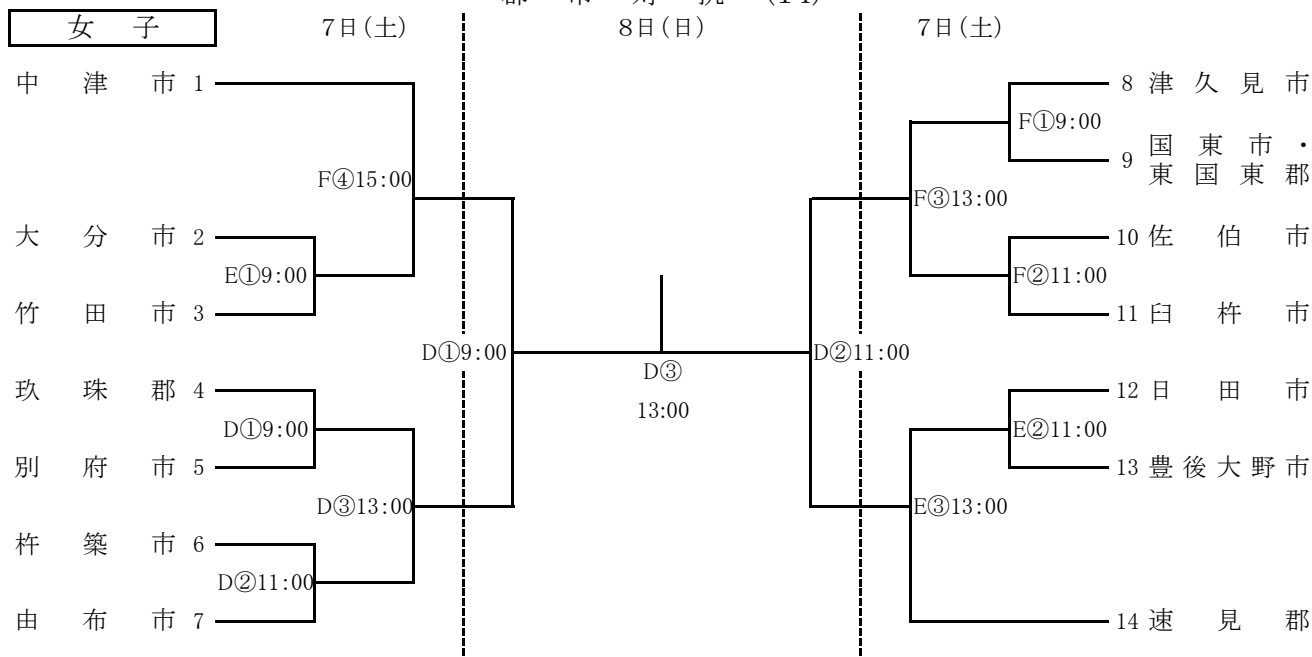 郡市対抗 (14)
女子 7日(土) 8日(日) 7日(土)
中津市 1
F④15:00
大分市 2
E①9:00
竹田市 3
D①9:00
玖珠郡 4
D①9:00
別府市 5
D③13:00
杵築市 6
D②11:00
由布市 7
D③
13:00
8 津久見市
F①9:00
9 国東市・
東国東郡
F③13:00
10 佐伯市
F②11:00
11 臼杵市
D②11:00
12 日田市
E②11:00
13 豊後大野市
E③13:00
14 速見郡